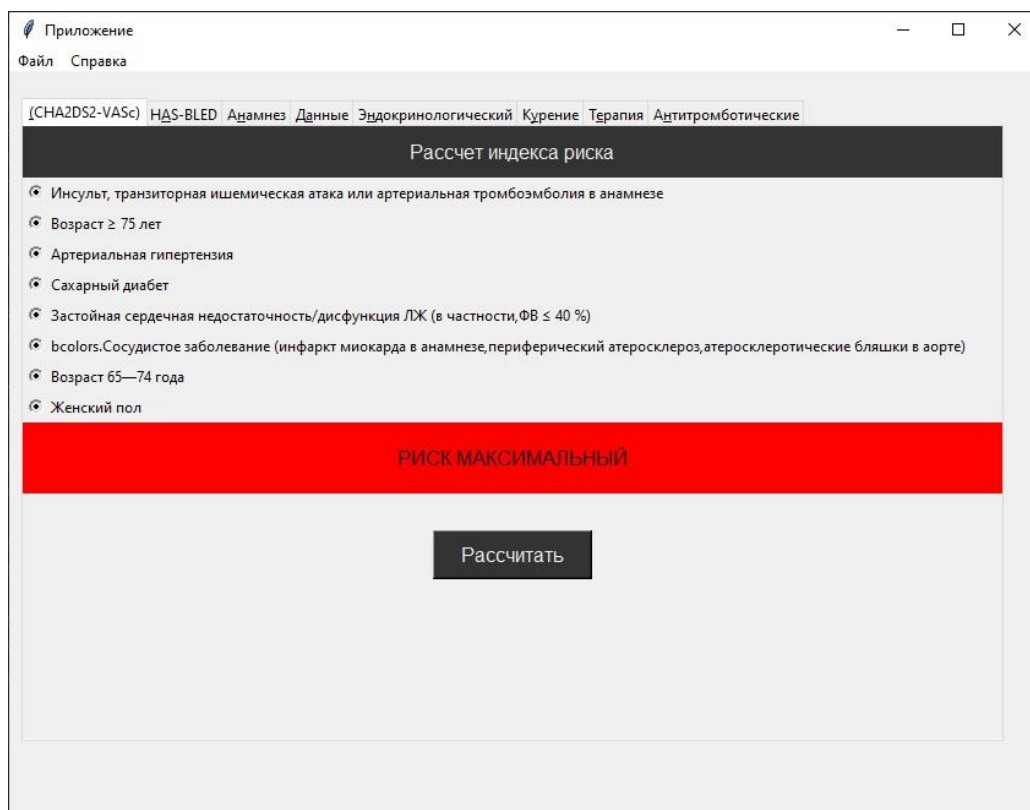 Приложение
Файл Справка
(CHA2DS2-VASc) HAS-BLED Анамнез Данные Эндокринологический Курение Терапия Антитромботические
Рассчет индекса риска
Инсульт, транзиторная ишемическая атака или артериальная тромбоэмболия в анамнезе
Возраст ≥ 75 лет
Артериальная гипертензия
Сахарный диабет
Застойная сердечная недостаточность/дисфункция ЛЖ (в частности,ФВ ≤ 40 %)
bcolors.Сосудистое заболевание (инфаркт миокарда в анамнезе,периферический атеросклероз,атеросклеротические бляшки в аорте)
Возраст 65—74 года
Женский пол
РИСК МАКСИМАЛЬНЫЙ
Рассчитать